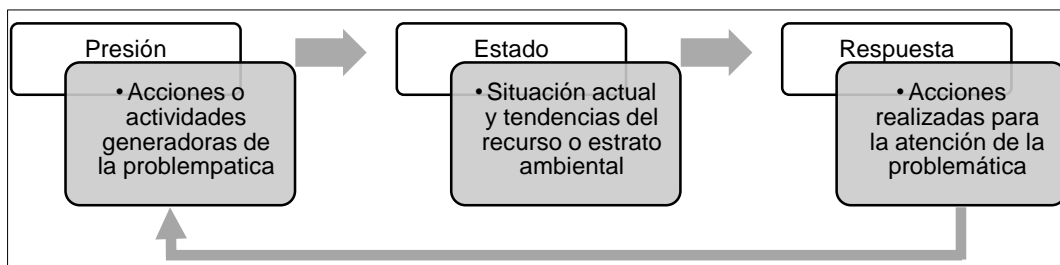 Presión
• Acciones o
actividades
generadoras de
la problempatica
Estado
• Situación actual
y tendencias del
recurso o estrato
ambiental
Respuesta
• Acciones
realizadas para
la atención de la
problemática